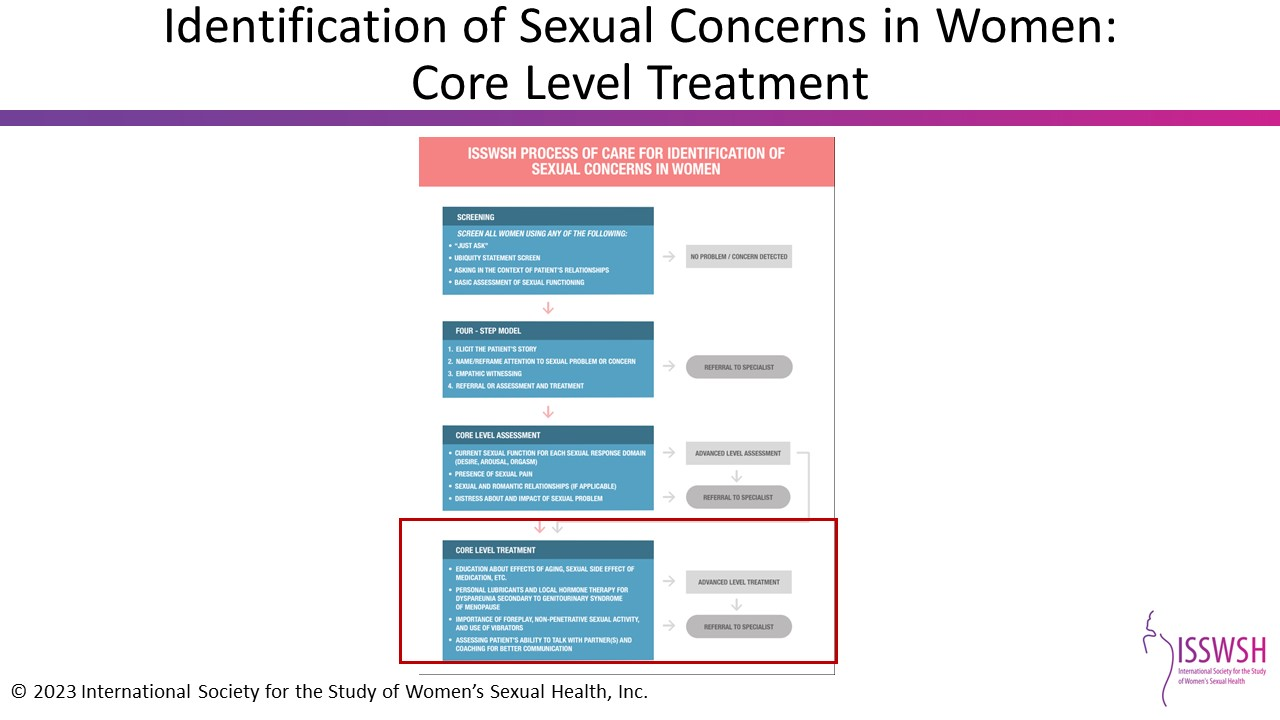 Identification of Sexual Concerns in Women:
Core Level Treatment
ISSWSH PROCESS OF CARE FOR IDENTIFICATION OF
SEXUAL CONCERNS IN WOMEN
SCREENING
SCREEN ALL WOMEN USING ANY OF THE FOLLOWING:
• "JUST ASK"
• UBIQUITY STATEMENT SCREEN
• ASKING IN THE CONTEXT OF PATIENT'S RELATIONSHIPS
• BASIC ASSESSMENT OF SEXUAL FUNCTIONING
NO PROBLEM / CONCERN DETECTED
FOUR - STEP MODEL
1. ELICIT THE PATIENT'S STORY
2. NAME/REFRAME ATTENTION TO SEXUAL PROBLEM OR CONCERN
3. EMPATHIC WITNESSING
4. REFERRAL OR ASSESSMENT AND TREATMENT
REFERRAL TO SPECIALIST
CORE LEVEL ASSESSMENT
• CURRENT SEXUAL FUNCTION FOR EACH SEXUAL RESPONSE DOMAIN
(DESIRE, AROUSAL, ORGASM)
• PRESENCE OF SEXUAL PAIN
• SEXUAL AND ROMANTIC RELATIONSHIPS (IF APPLICABLE)
• DISTRESS ABOUT AND IMPACT OF SEXUAL PROBLEM
ADVANCED LEVEL ASSESSMENT
REFERRAL TO SPECIALIST
CORE LEVEL TREATMENT
• EDUCATION ABOUT EFFECTS OF AGING, SEXUAL SIDE EFFECT OF
MEDICATION, ETC.
• PERSONAL LUBRICANTS AND LOCAL HORMONE THERAPY FOR
DYSPAREUNIA SECONDARY TO GENITOURINARY SYNDROME
OF MENOPAUSE
• IMPORTANCE OF FOREPLAY, NON-PENETRATIVE SEXUAL ACTIVITY,
AND USE OF VIBRATORS
• ASSESSING PATIENT'S ABILITY TO TALK WITH PARTNER(S) AND
COACHING FOR BETTER COMMUNICATION
ADVANCED LEVEL TREATMENT
REFERRAL TO SPECIALIST
ISSWSH
International Society for the Study
of Women's Sexual Health
© 2023 International Society for the Study of Women's Sexual Health, Inc.